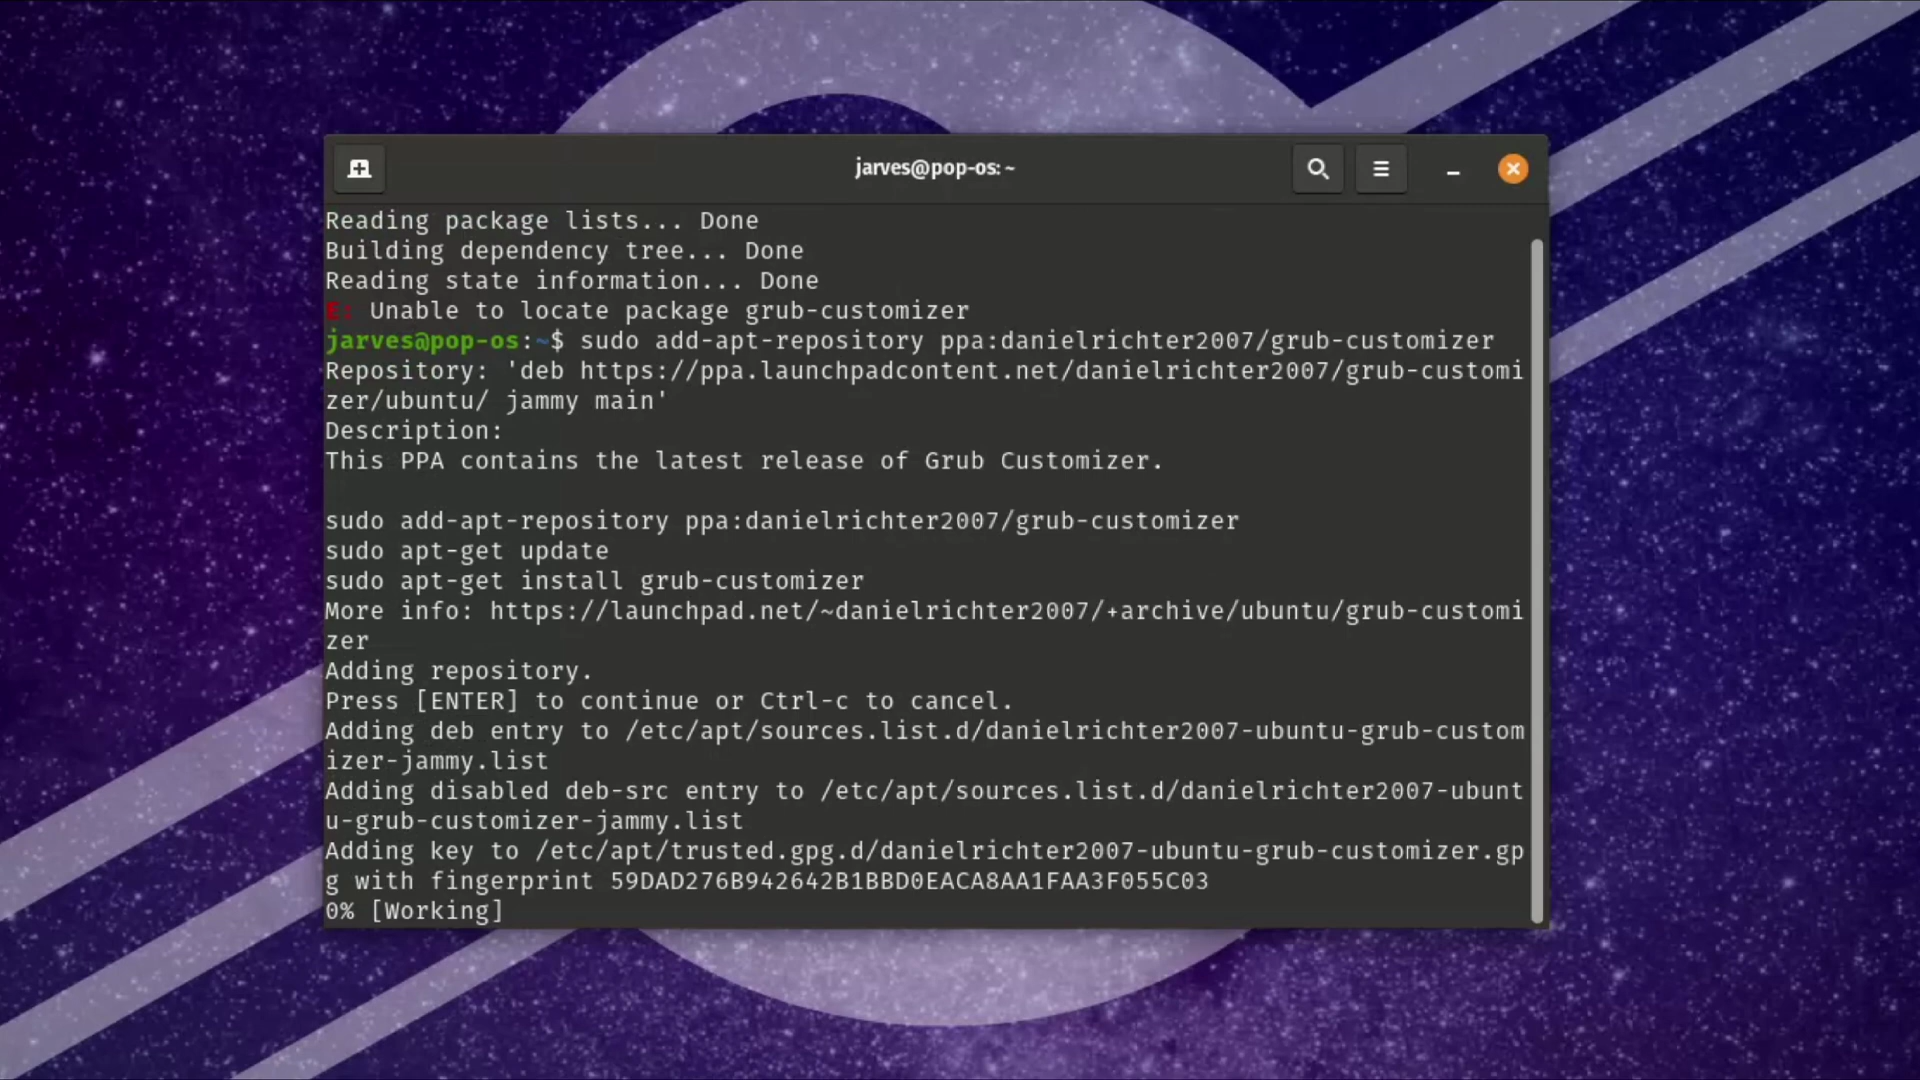 jarves@pop-os: ~
Reading package lists... Done
Building dependency tree... Done
Reading state information... Done
E: Unable to locate package grub-customizer
jarves@pop-os:~$ sudo add-apt-repository ppa:danielrichter2007/grub-customizer
Repository: 'deb https://ppa.launchpadcontent.net/danielrichter2007/grub-customi
zer/ubuntu/ jammy main'
Description:
This PPA contains the latest release of Grub Customizer.
sudo add-apt-repository ppa:danielrichter2007/grub-customizer
sudo apt-get update
sudo apt-get install grub-customizer
More info: https://launchpad.net/~danielrichter2007/+archive/ubuntu/grub-customi
zer
Adding repository.
Press [ENTER] to continue or Ctrl-c to cancel.
Adding deb entry to /etc/apt/sources.list.d/danielrichter2007-ubuntu-grub-custom
izer-jammy.list
Adding disabled deb-src entry to /etc/apt/sources.list.d/danielrichter2007-ubunt
u-grub-customizer-jammy.list
Adding key to /etc/apt/trusted.gpg.d/danielrichter2007-ubuntu-grub-customizer.gp
g with fingerprint 59DAD276B942642B1BBD0EACA8AA1FAA3F055C03
0% [Working]